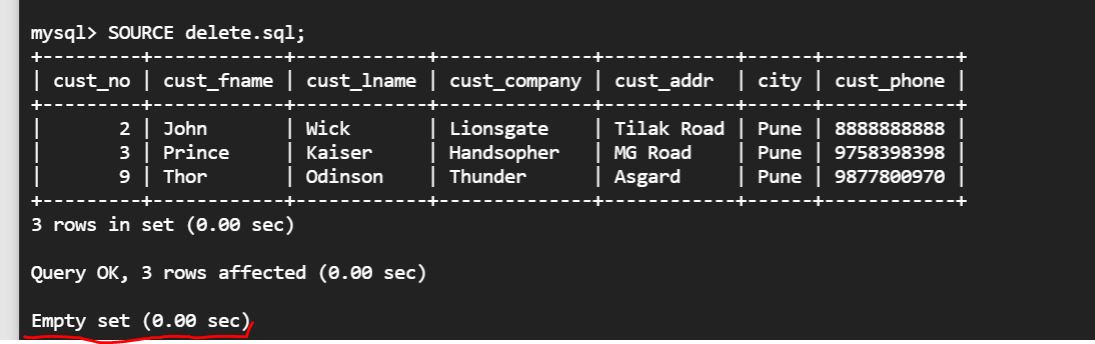 mysql> SOURCE delete.sql;
+---------+------------+------------+--------------+------------+------+------------+
| cust_no | cust_fname | cust_lname | cust_company | cust_addr  | city | cust_phone |
+---------+------------+------------+--------------+------------+------+------------+
|       2 | John       | Wick       | Lionsgate    | Tilak Road | Pune | 8888888888 |
|       3 | Prince     | Kaiser     | Handsopher   | MG Road    | Pune | 9758398398 |
|       9 | Thor       | Odinson    | Thunder      | Asgard     | Pune | 9877800970 |
+---------+------------+------------+--------------+------------+------+------------+
3 rows in set (0.00 sec)
Query OK, 3 rows affected (0.00 sec)
Empty set (0.00 sec)